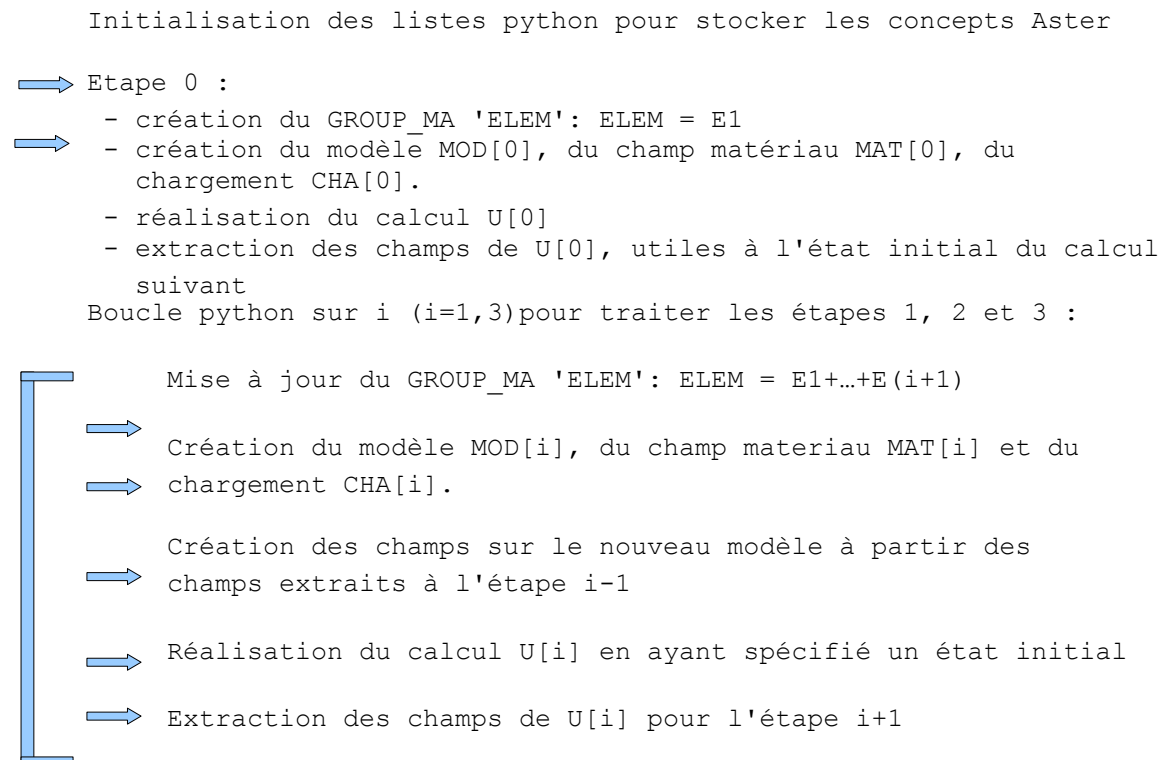 Initialisation des listes python pour stocker les concepts Aster
Etape 0 :
- création du GROUP_MA 'ELEM': ELEM = E1
- création du modèle MOD[0], du champ matériau MAT[0], du
chargement CHA[0].
- réalisation du calcul U[0]
- extraction des champs de U[0], utiles à l'état initial du calcul
suivant
Boucle python sur i (i=1,3)pour traiter les étapes 1, 2 et 3 :
Mise à jour du GROUP_MA 'ELEM': ELEM = E1+…+E(i+1)
Création du modèle MOD[i], du champ materiau MAT[i] et du
chargement CHA[i].
Création des champs sur le nouveau modèle à partir des
champs extraits à l'étape i-1
Réalisation du calcul U[i] en ayant spécifié un état initial
Extraction des champs de U[i] pour l'étape i+1